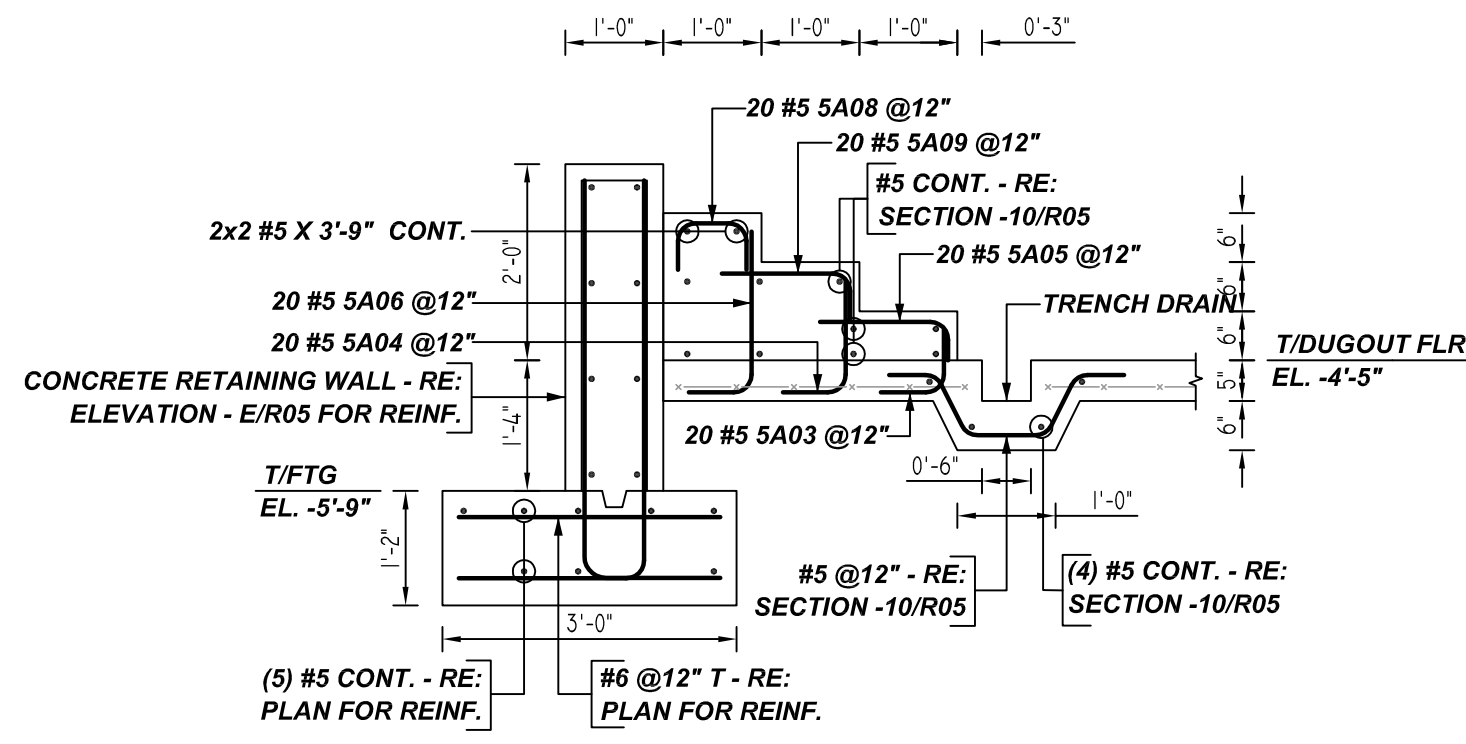 1'-0" 1'-0" 1'-0" 1'-0" 0'-3"
20 #5 5A08 @12"
20 #5 5A09 @12"
#5 CONT. - RE:
SECTION -10/R05
2x2 #5 X 3'-9" CONT.
20 #5 5A05 @12"
2'-0"
6"
6"
6"
5"
6"
20 #5 5A06 @12"
TRENCH DRAIN
20 #5 5A04 @12"
T/DUGOUT FLR
EL. -4'-5"
CONCRETE RETAINING WALL - RE:
ELEVATION - E/R05 FOR REINF.
1'-4"
20 #5 5A03 @12"
0'-6"
1'-0"
T/FTG
EL. -5'-9"
1'-2"
#5 @12" - RE:
SECTION -10/R05
(4) #5 CONT. - RE:
SECTION -10/R05
3'-0"
(5) #5 CONT. - RE:
PLAN FOR REINF.
#6 @12" T - RE:
PLAN FOR REINF.